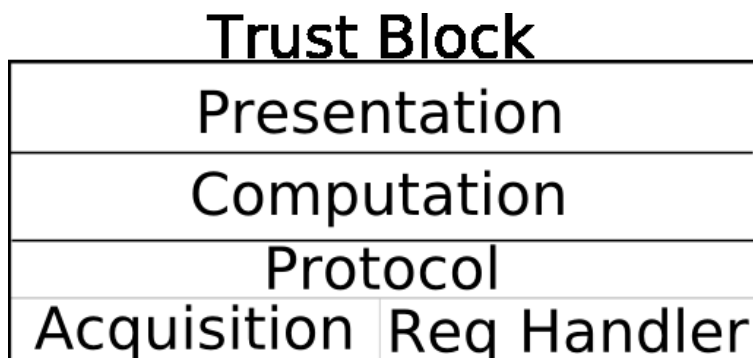 Trust Block
Presentation
Computation
Protocol
Acquisition Req Handler